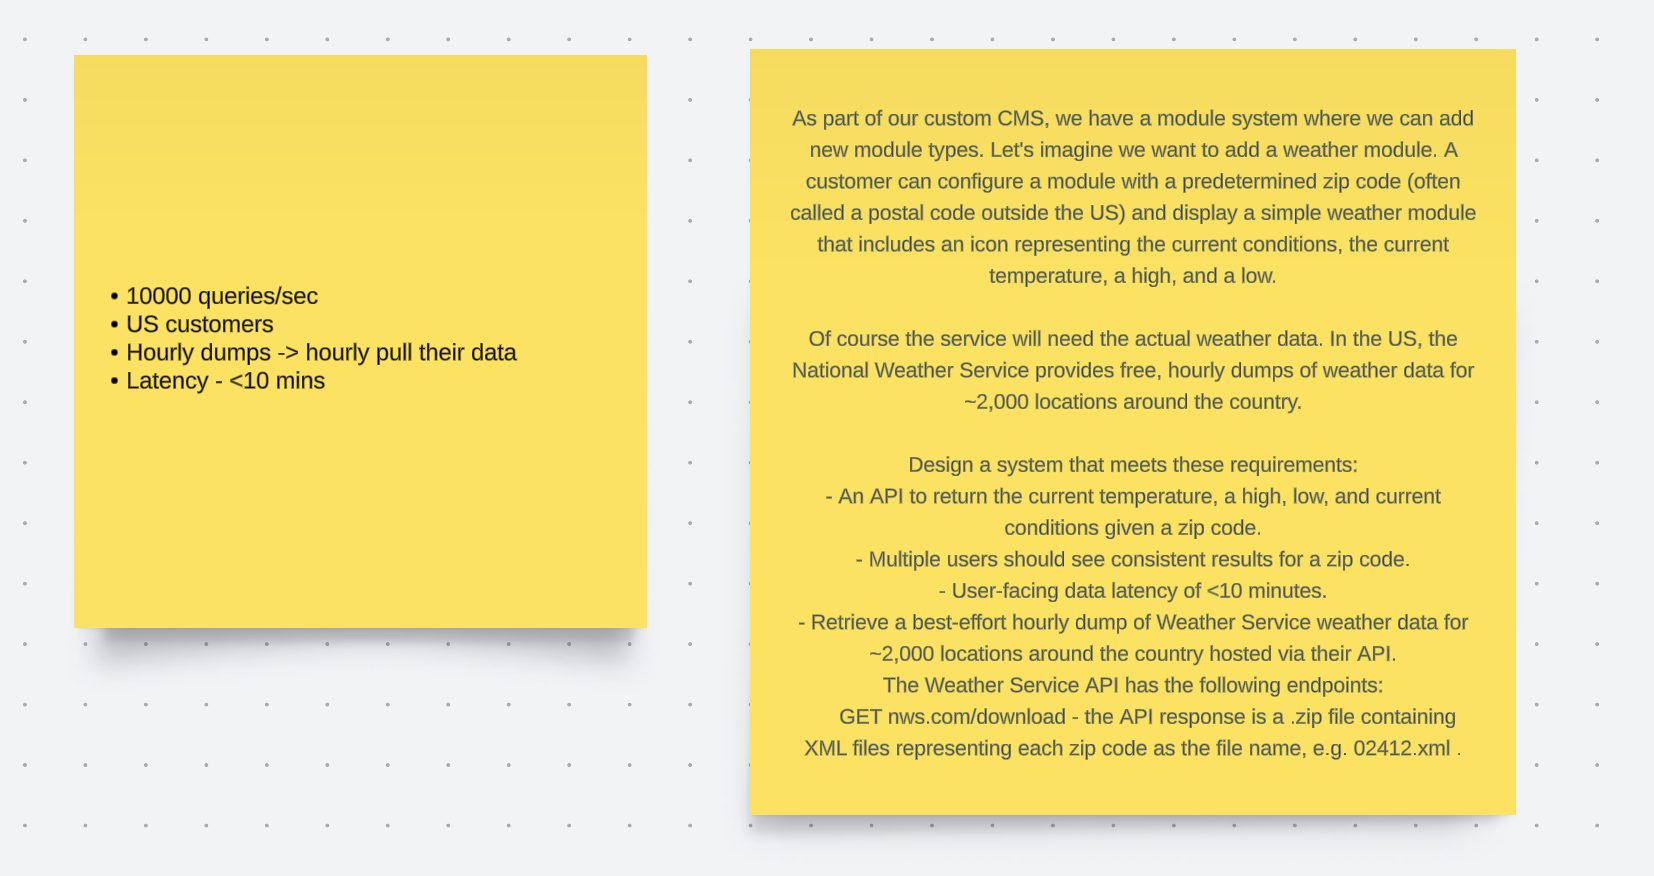 • 10000 queries/sec
• US customers
• Hourly dumps -> hourly pull their data
• Latency - <10 mins
As part of our custom CMS, we have a module system where we can add
new module types. Let's imagine we want to add a weather module. A
customer can configure a module with a predetermined zip code (often
called a postal code outside the US) and display a simple weather module
that includes an icon representing the current conditions, the current
temperature, a high, and a low.
Of course the service will need the actual weather data. In the US, the
National Weather Service provides free, hourly dumps of weather data for
~2,000 locations around the country.
Design a system that meets these requirements:
- An API to return the current temperature, a high, low, and current
conditions given a zip code.
- Multiple users should see consistent results for a zip code.
- User-facing data latency of <10 minutes.
- Retrieve a best-effort hourly dump of Weather Service weather data for
~2,000 locations around the country hosted via their API.
The Weather Service API has the following endpoints:
GET nws.com/download - the API response is a .zip file containing
XML files representing each zip code as the file name, e.g. 02412.xml .